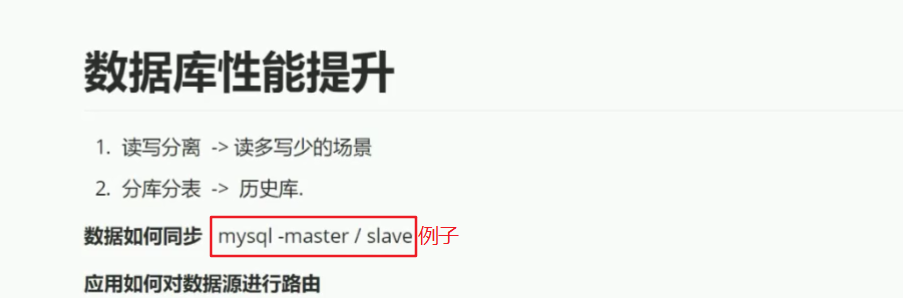 数据库性能提升
1. 读写分离 -> 读多写少的场景
2. 分库分表 -> 历史库.
数据如何同步 mysql -master / slave 例子
应用如何对数据源进行路由